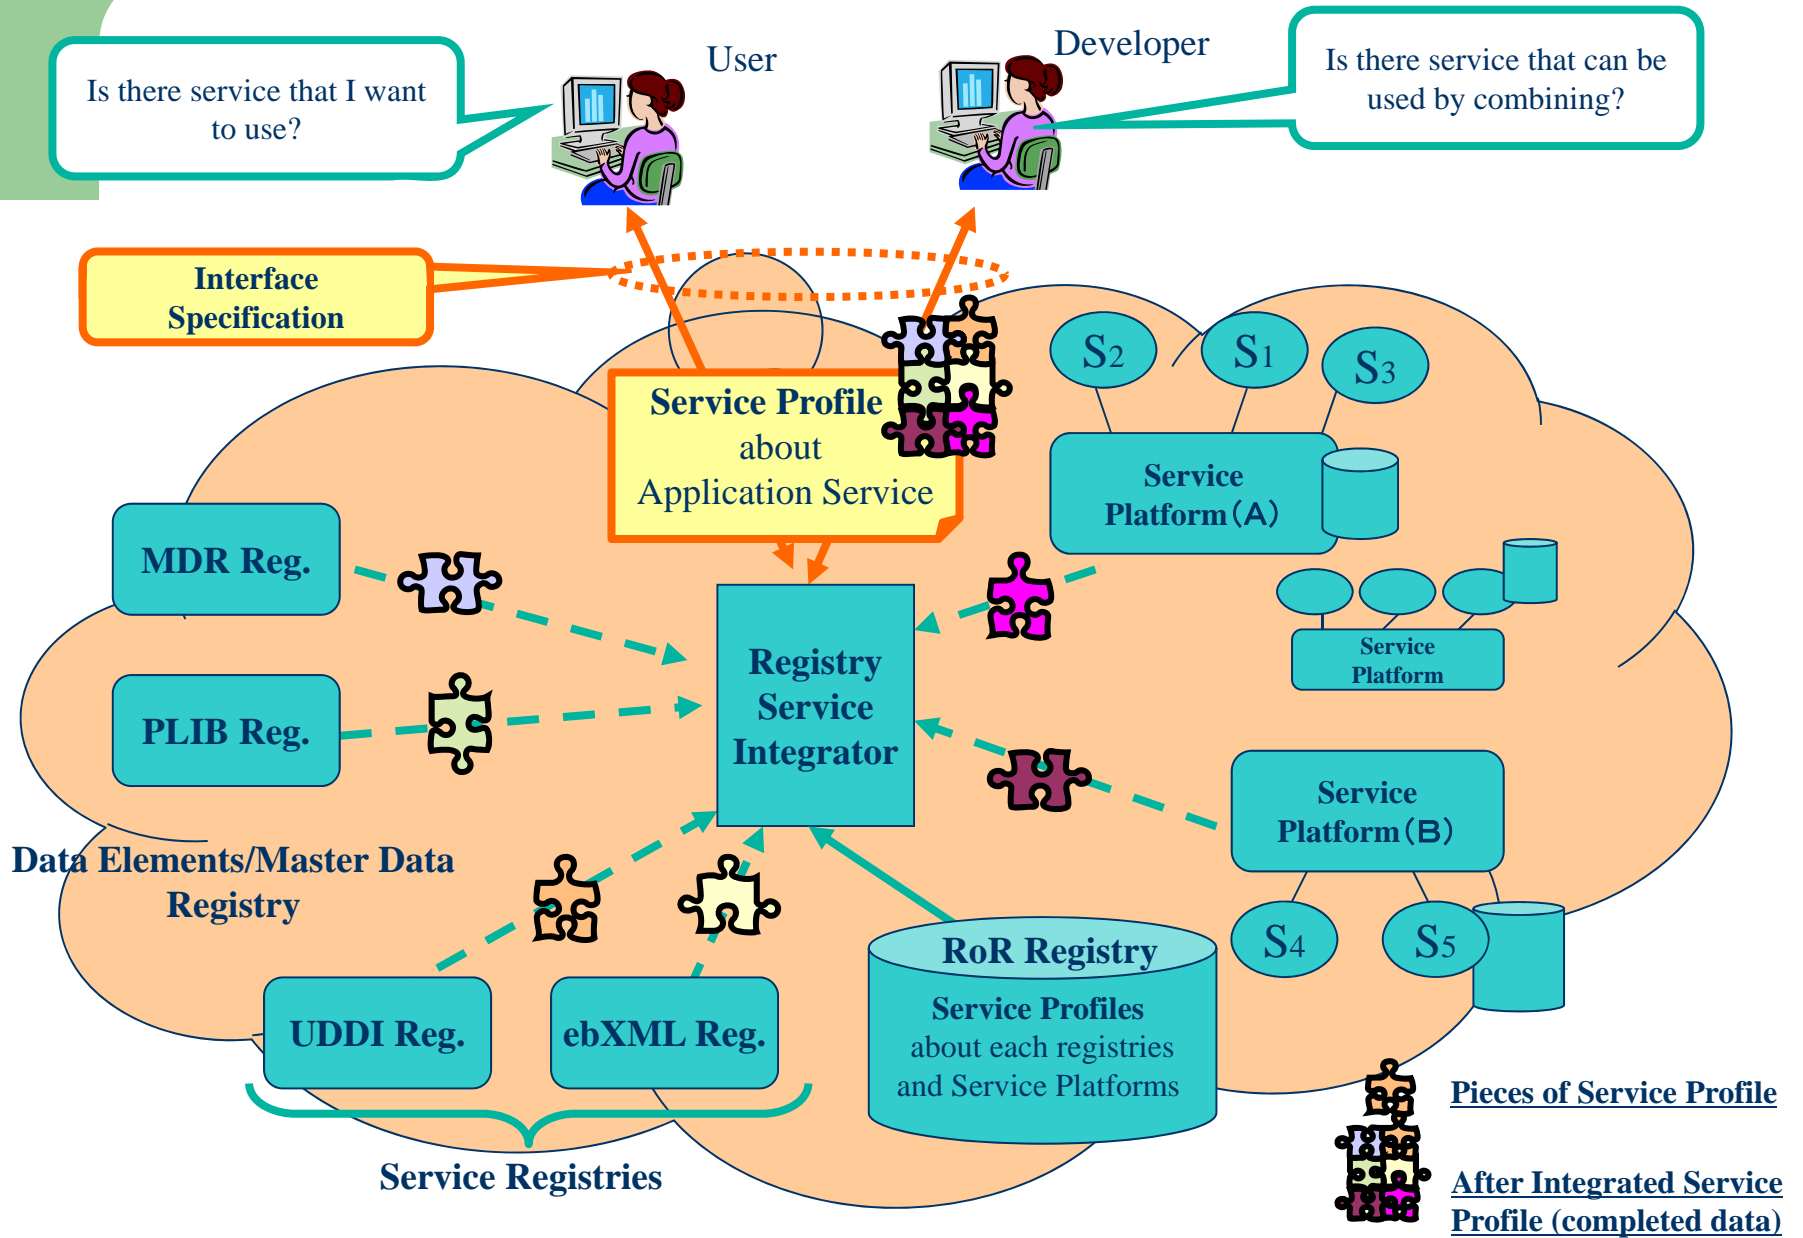 User
Developer
Is there service that I want
to use?
Is there service that can be
used by combining?
Interface
Specification
Service Profile
about
Application Service
S2
S1
S3
Service
Platform(A)
MDR Reg.
Service
Platform
Registry
Service
Integrator
PLIB Reg.
Service
Platform(B)
Data Elements/Master Data
Registry
S4
S5
RoR Registry
Service Profiles
about each registries
and Service Platforms
UDDI Reg.
ebXML Reg.
Service Registries
Pieces of Service Profile
After Integrated Service
Profile (completed data)